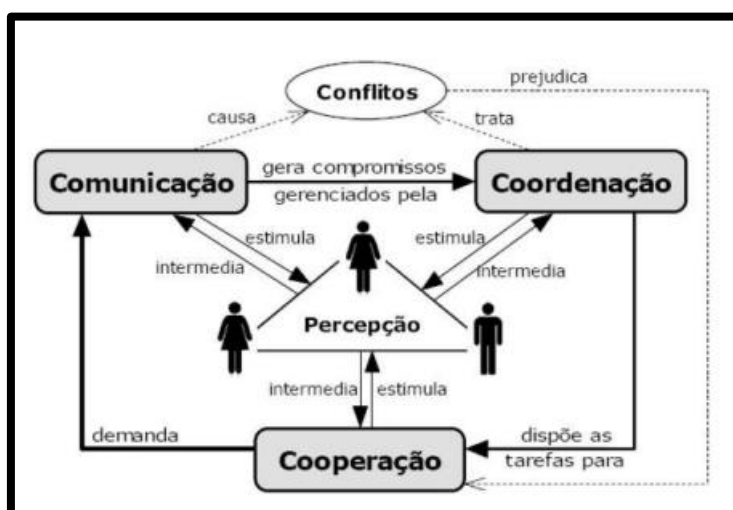 prejudica
Conflitos
causa
trata
Comunicação
gera compromissos
gerenciados pela
Coordenação
estimula
intermedia
estimula
intermedia
Percepção
intermedia
estimula
demanda
dispõe as
tarefas para
Cooperação